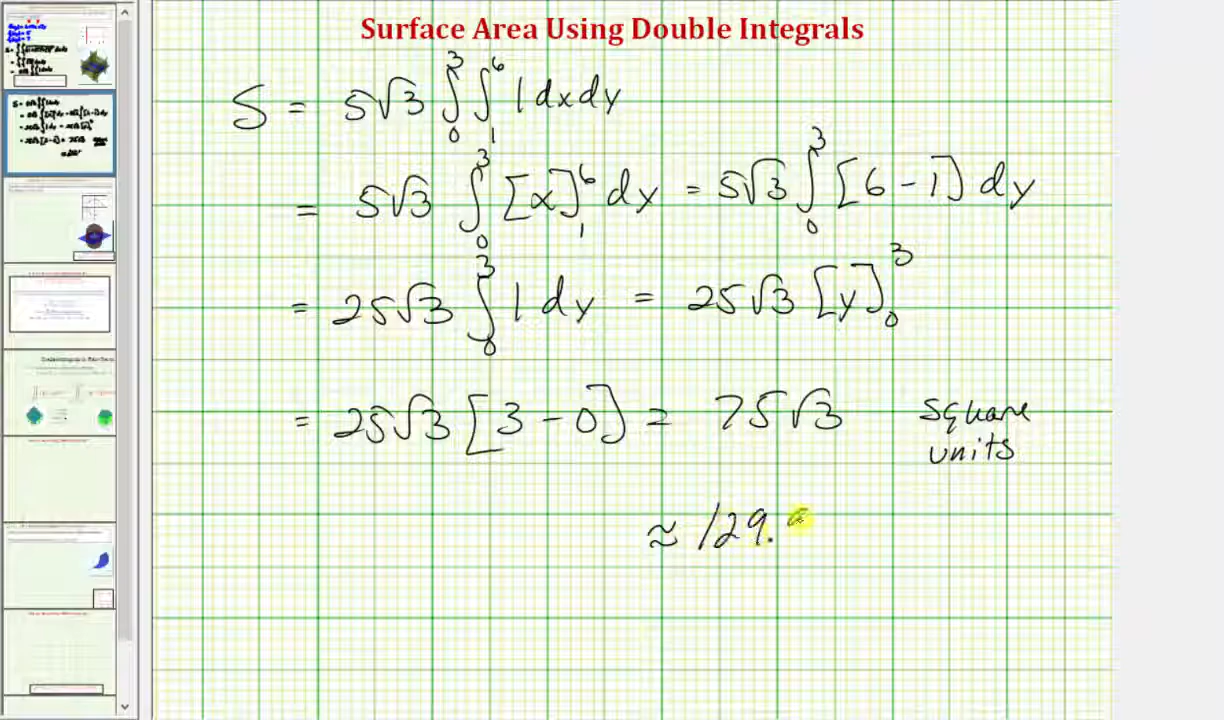 Surface Area Using Double Integrals
S = 5√3 ∫₀³ ∫₁⁶ 1 dx dy
= 5√3 ∫₀³ [x]₁⁶ dy = 5√3 ∫₀³ [6 - 1] dy
= 25√3 ∫₀³ 1 dy = 25√3 [y]₀³
= 25√3 [3 - 0] = 75√3 square
units
≈ 129.